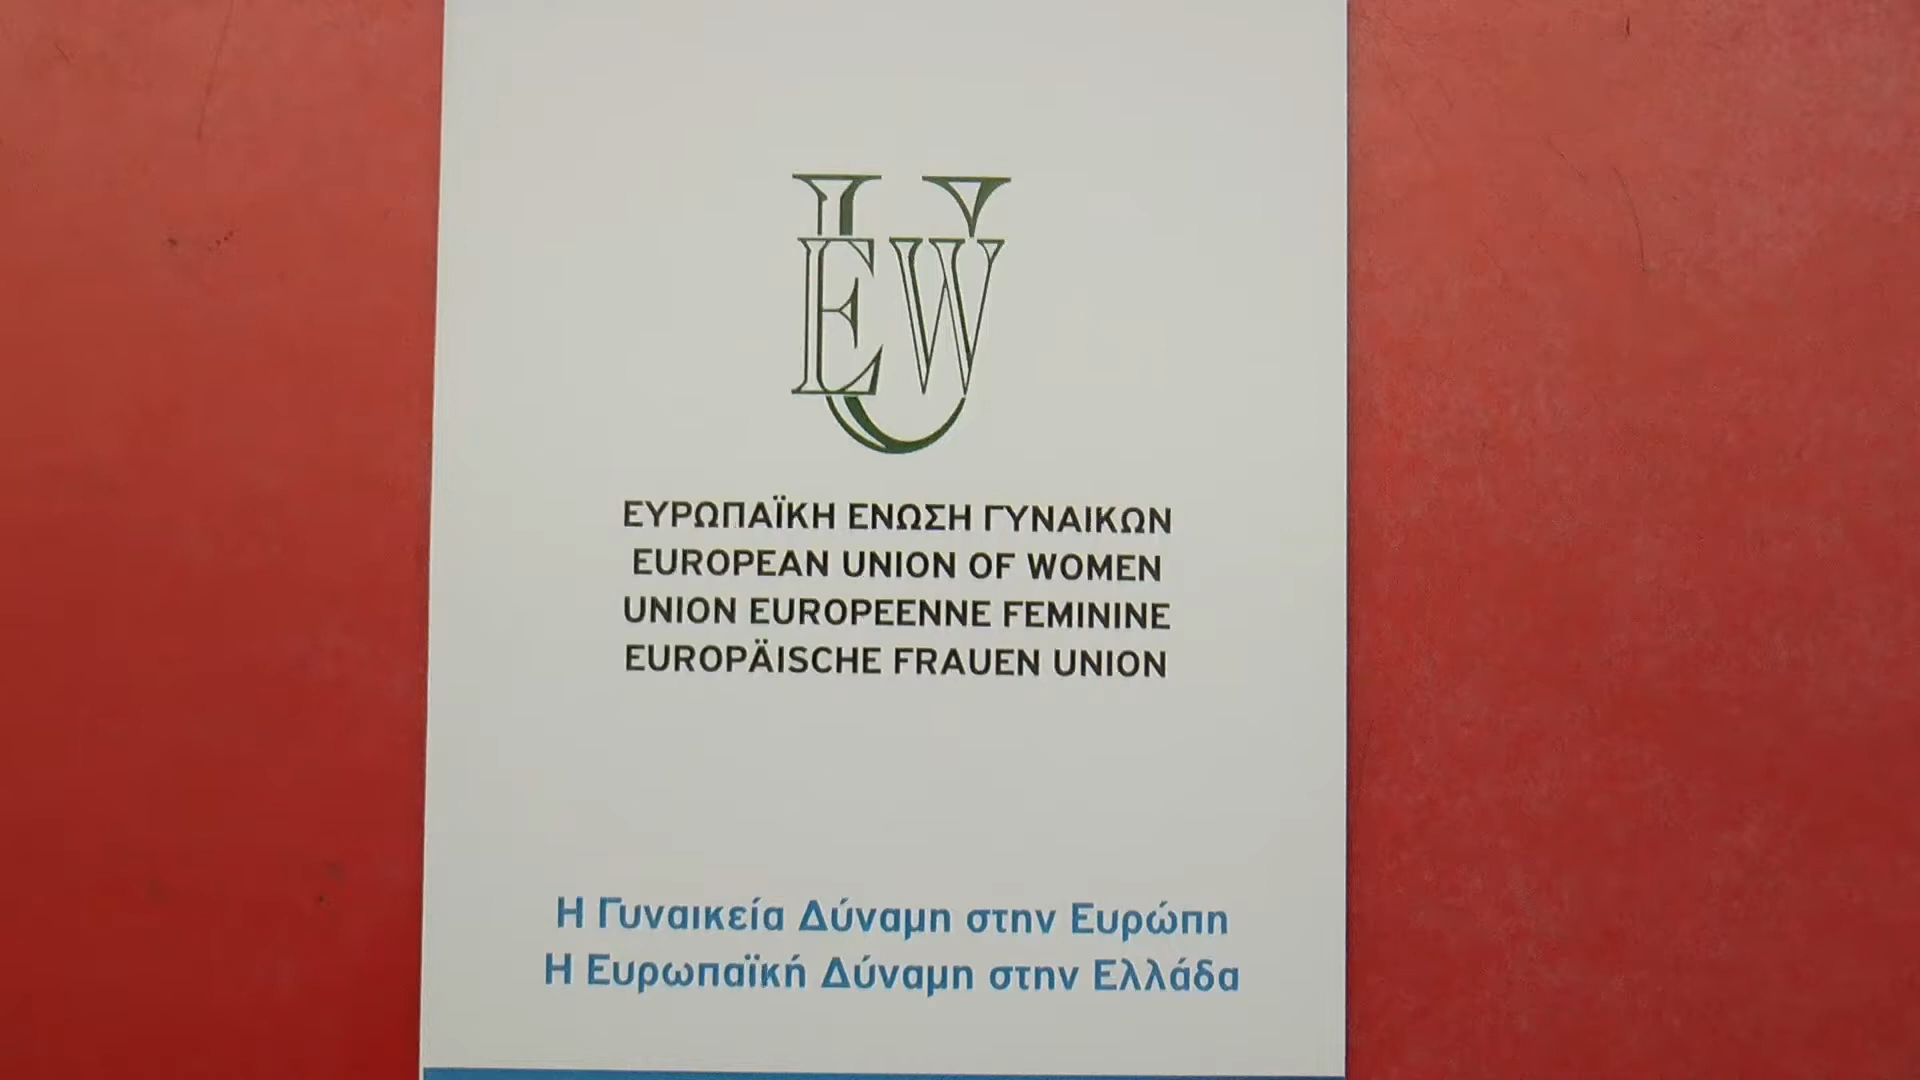 UEW
ΕΥΡΩΠΑΪΚΗ ΕΝΩΣΗ ΓΥΝΑΙΚΩΝ
EUROPEAN UNION OF WOMEN
UNION EUROPEENNE FEMININE
EUROPÄISCHE FRAUEN UNION
Η Γυναικεία Δύναμη στην Ευρώπη
Η Ευρωπαϊκή Δύναμη στην Ελλάδα